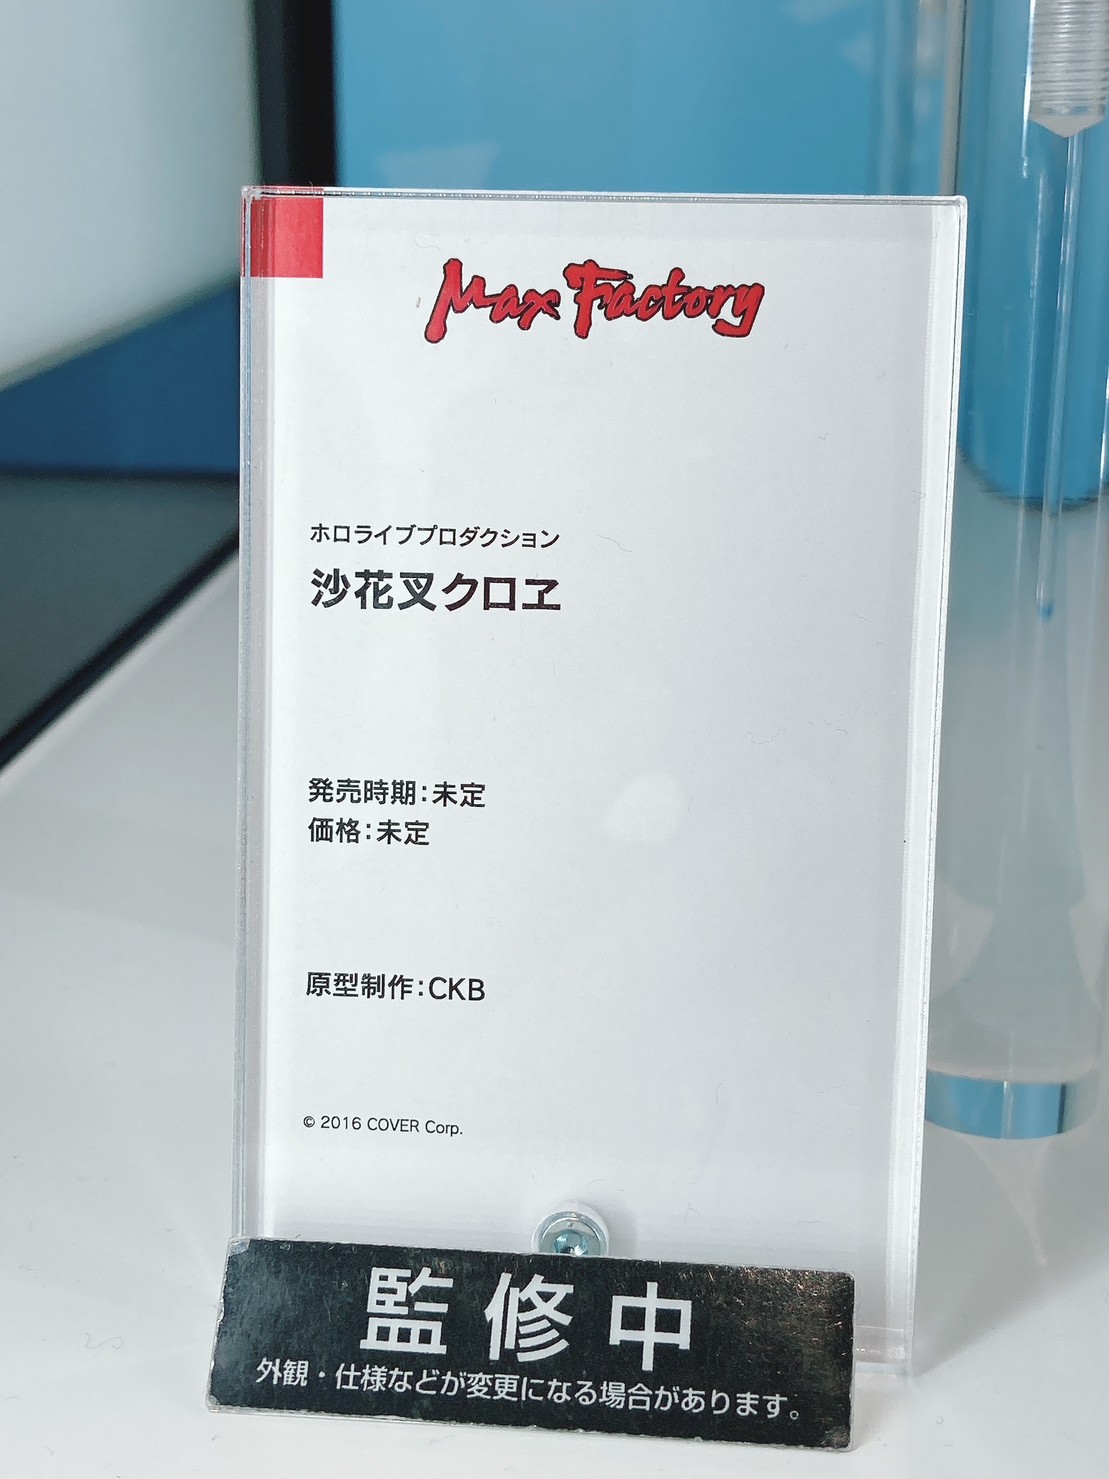 Max Factory
ホロライブプロダクション
沙花叉クロヱ
発売時期:未定
価格:未定
原型制作:CKB
© 2016 COVER Corp.
監修中
外観・仕様などが変更になる場合があります。